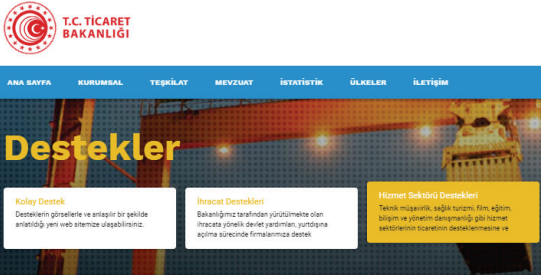 T.C. TİCARET
BAKANLIĞI
ANA SAYFA KURUMSAL TEŞKİLAT MEVZUAT İSTATİSTİK ÜLKELER İLETİŞİM
Destekler
Kolay Destek
Desteklerin görsellerle ve anlaşılır bir şekilde
anlatıldığı yeni web sitemize ulaşabilirsiniz.
İhracat Destekleri
Bakanlığımız tarafından yürütülmekte olan
ihracata yönelik devlet yardımları, yurtdışına
açılma sürecinde firmalarımıza destek
Hizmet Sektörü Destekleri
Teknik müşavirlik, sağlık turizmi, film, eğitim,
bilişim ve yönetim danışmanlığı gibi hizmet
sektörlerinin ticaretinin desteklenmesine ve